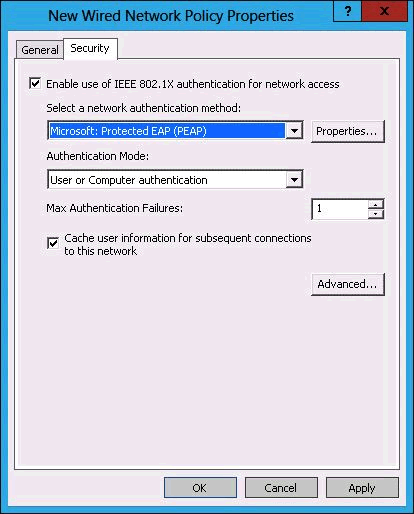 New Wired Network Policy Properties
? x
General Security
Enable use of IEEE 802.1X authentication for network access
Select a network authentication method:
Microsoft: Protected EAP (PEAP) Properties...
Authentication Mode:
User or Computer authentication
Max Authentication Failures: 1
Cache user information for subsequent connections
to this network
Advanced...
OK Cancel Apply